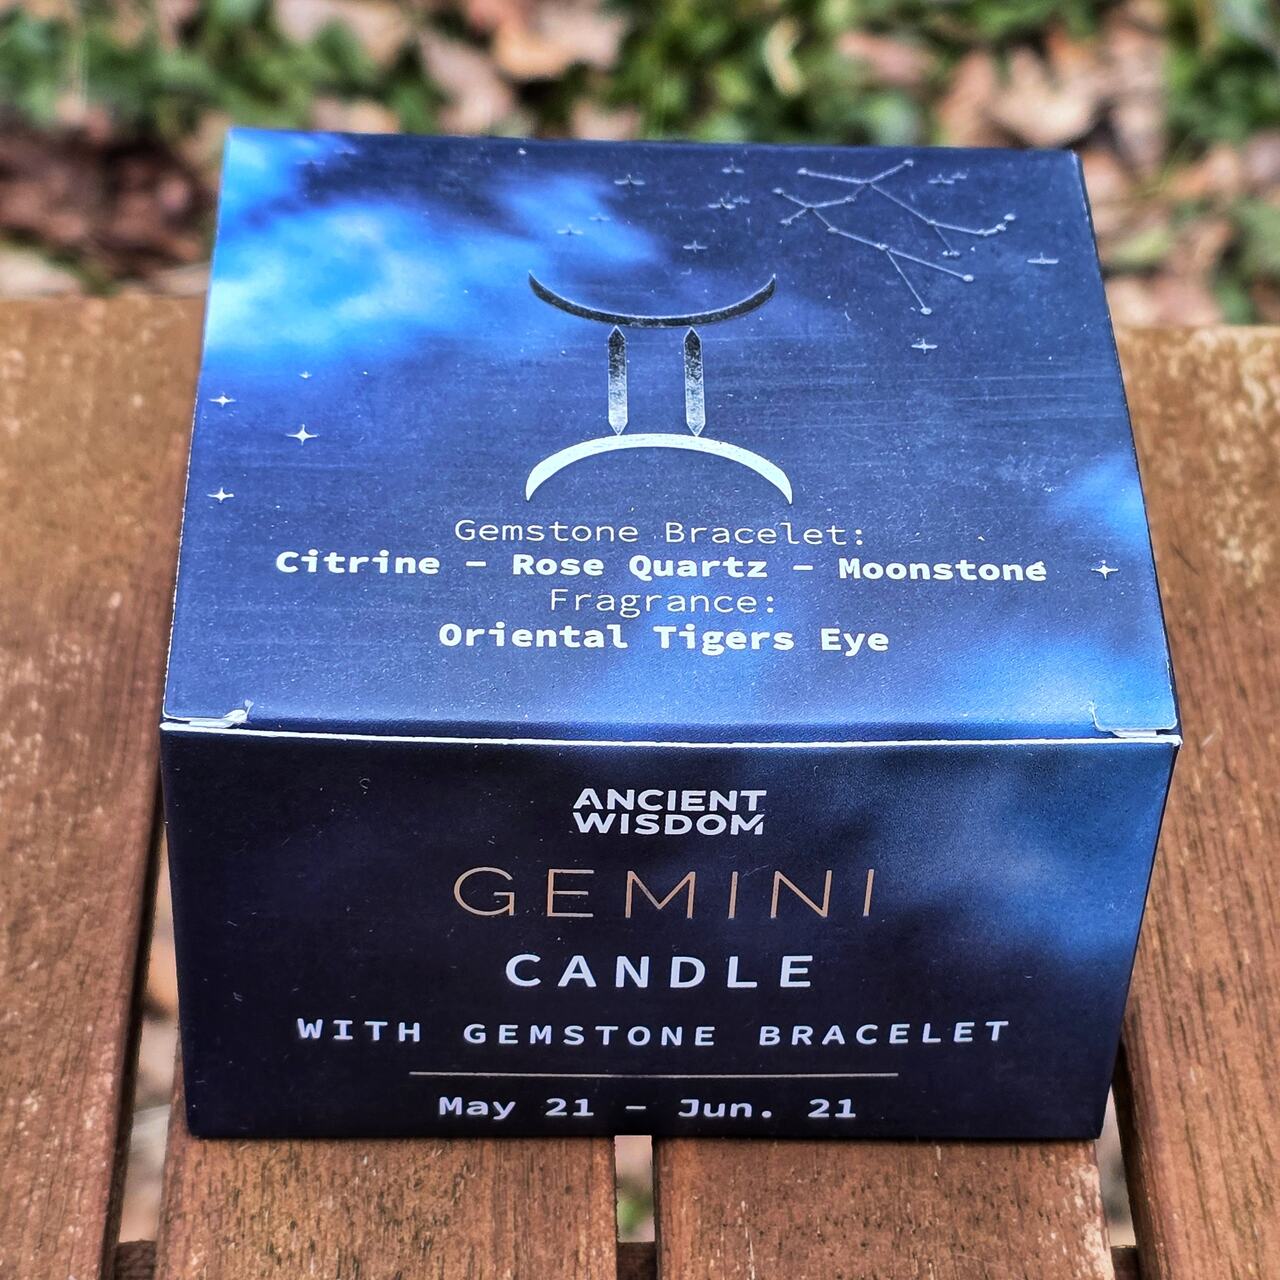 Gemstone Bracelet:
Citrine - Rose Quartz - Moonstone
Fragrance:
Oriental Tigers Eye
ANCIENT
WISDOM
GEMINI
CANDLE
WITH GEMSTONE BRACELET
May 21 - Jun. 21